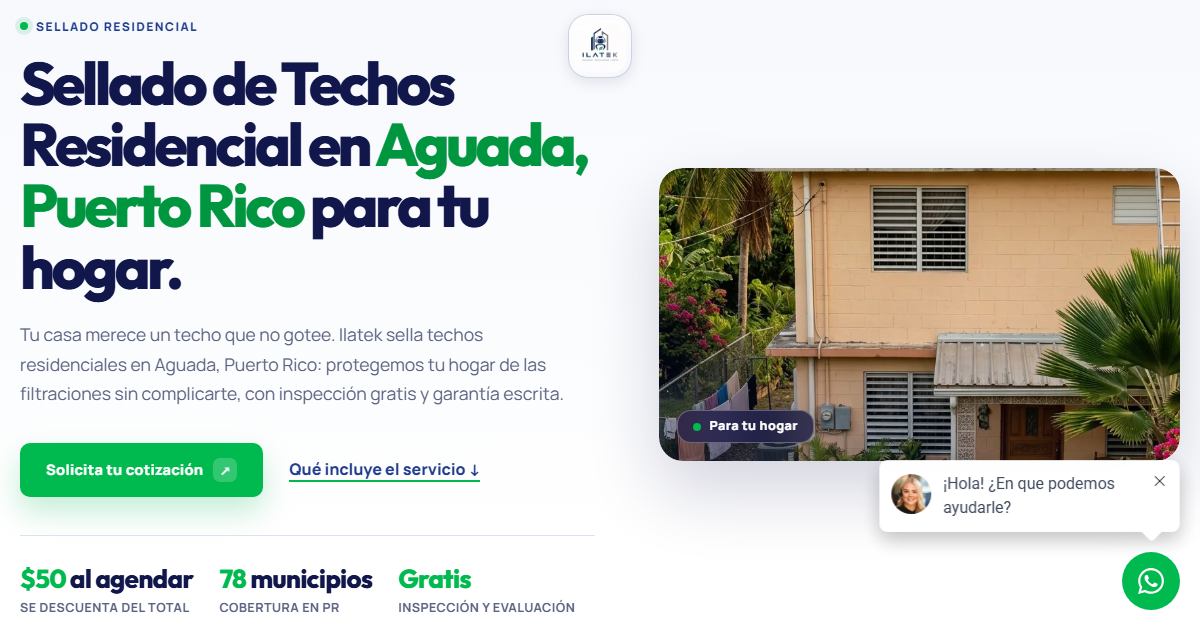 SELLADO RESIDENCIAL
ILATEK
Sellado de Techos
Residencial en Aguada,
Puerto Rico para tu
hogar.
Tu casa merece un techo que no gotee. Ilatek sella techos
residenciales en Aguada, Puerto Rico: protegemos tu hogar de las
filtraciones sin complicarte, con inspección gratis y garantía escrita.
Solicita tu cotización ↗
Qué incluye el servicio ↓
$50 al agendar
SE DESCUENTA DEL TOTAL
78 municipios
COBERTURA EN PR
Gratis
INSPECCIÓN Y EVALUACIÓN
Para tu hogar
¡Hola! ¿En que podemos
ayudarle?